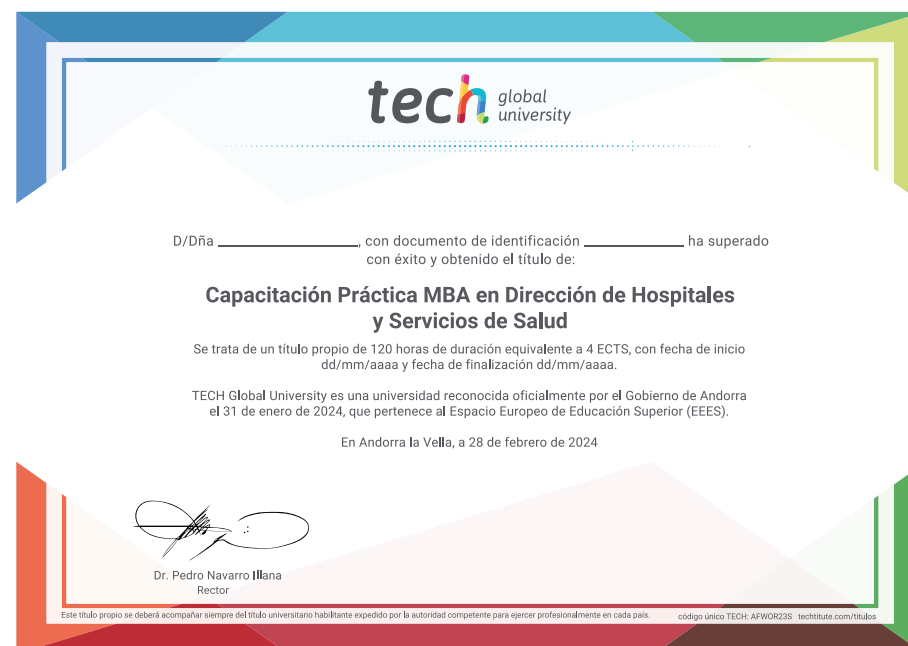 tech global university
D/Dña ________________, con documento de identificación ____________ ha superado
con éxito y obtenido el título de:
Capacitación Práctica MBA en Dirección de Hospitales
y Servicios de Salud
Se trata de un título propio de 120 horas de duración equivalente a 4 ECTS, con fecha de inicio
dd/mm/aaaa y fecha de finalización dd/mm/aaaa.
TECH Global University es una universidad reconocida oficialmente por el Gobierno de Andorra
el 31 de enero de 2024, que pertenece al Espacio Europeo de Educación Superior (EEES).
En Andorra la Vella, a 28 de febrero de 2024
Dr. Pedro Navarro Illana
Rector
Este título propio se deberá acompañar siempre del título universitario habilitante expedido por la autoridad competente para ejercer profesionalmente en cada país.
código único TECH: AFWOR23S techtitute.com/titulos